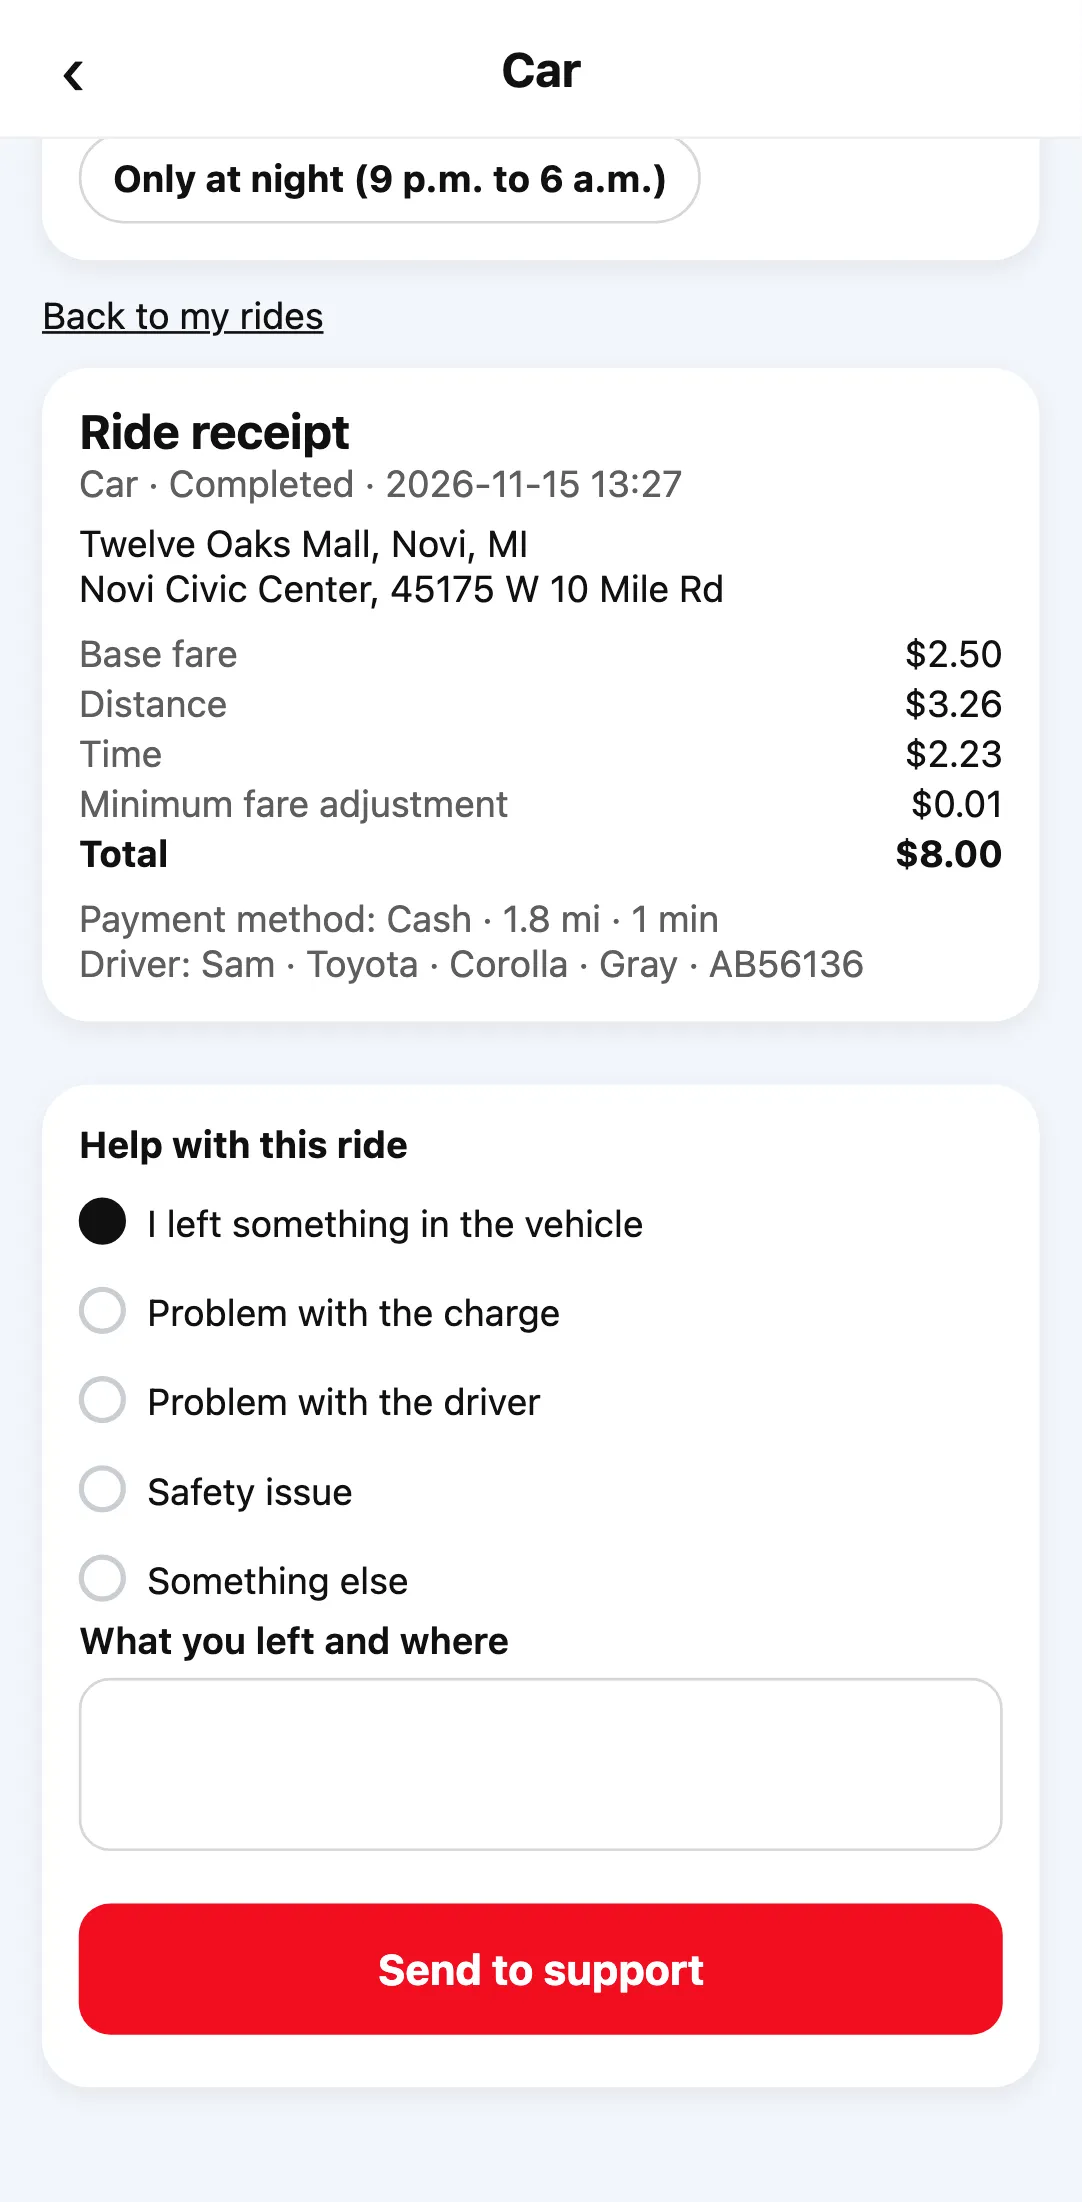 Car
Only at night (9 p.m. to 6 a.m.)
Back to my rides
Ride receipt
Car · Completed · 2026-11-15 13:27
Twelve Oaks Mall, Novi, MI
Novi Civic Center, 45175 W 10 Mile Rd
Base fare $2.50
Distance $3.26
Time $2.23
Minimum fare adjustment $0.01
Total $8.00
Payment method: Cash · 1.8 mi · 1 min
Driver: Sam · Toyota · Corolla · Gray · AB56136
Help with this ride
I left something in the vehicle
Problem with the charge
Problem with the driver
Safety issue
Something else
What you left and where
Send to support